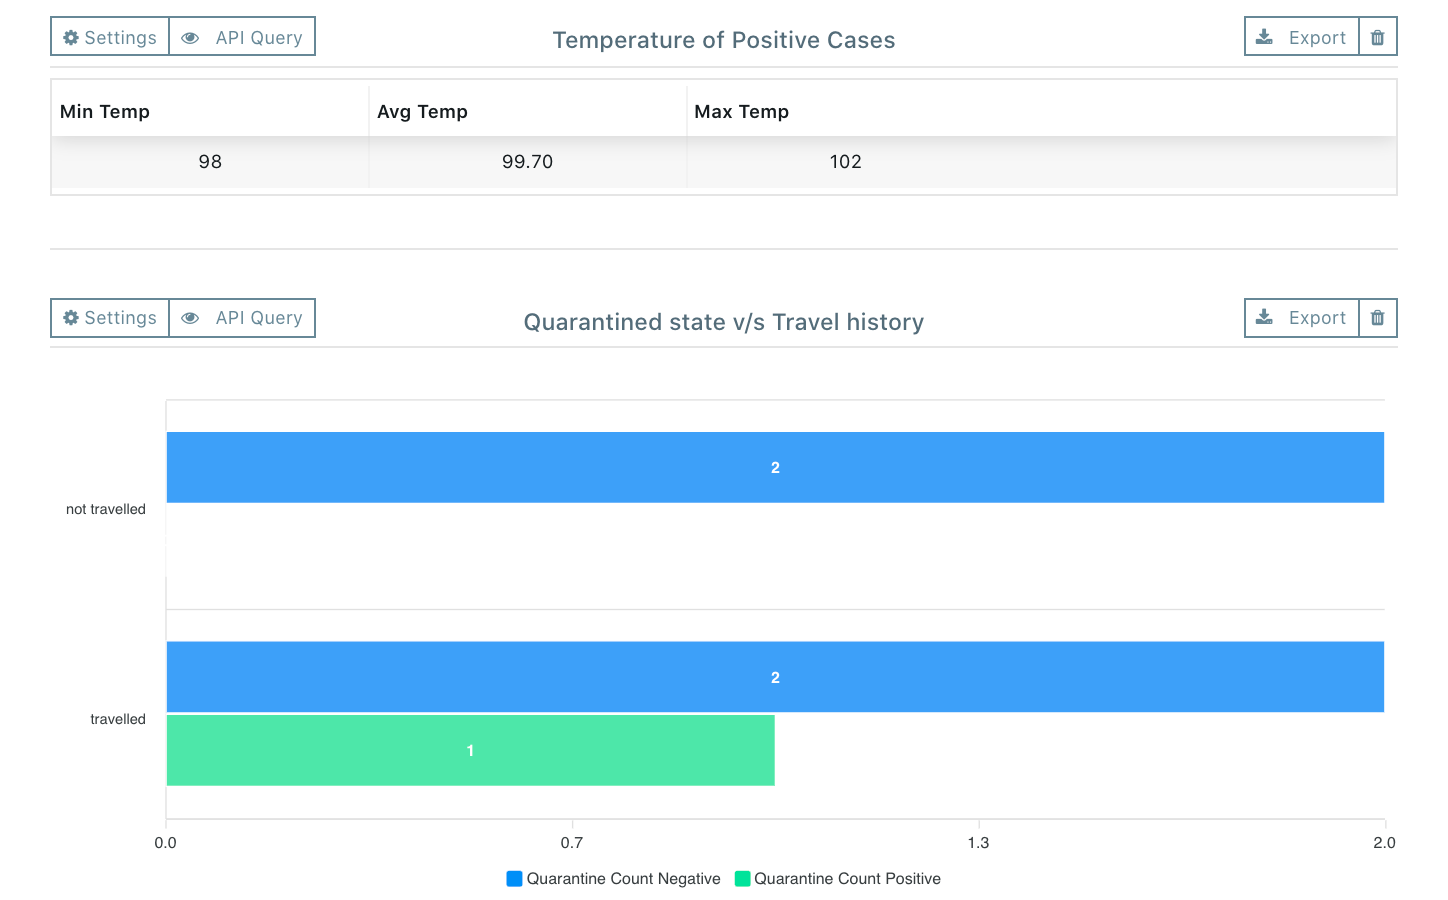 Settings API Query Temperature of Positive Cases Export
Min Temp Avg Temp Max Temp
98 99.70 102
Settings API Query Quarantined state v/s Travel history Export
2
not travelled
2
travelled
1
0.0 0.7 1.3 2.0
Quarantine Count Negative Quarantine Count Positive